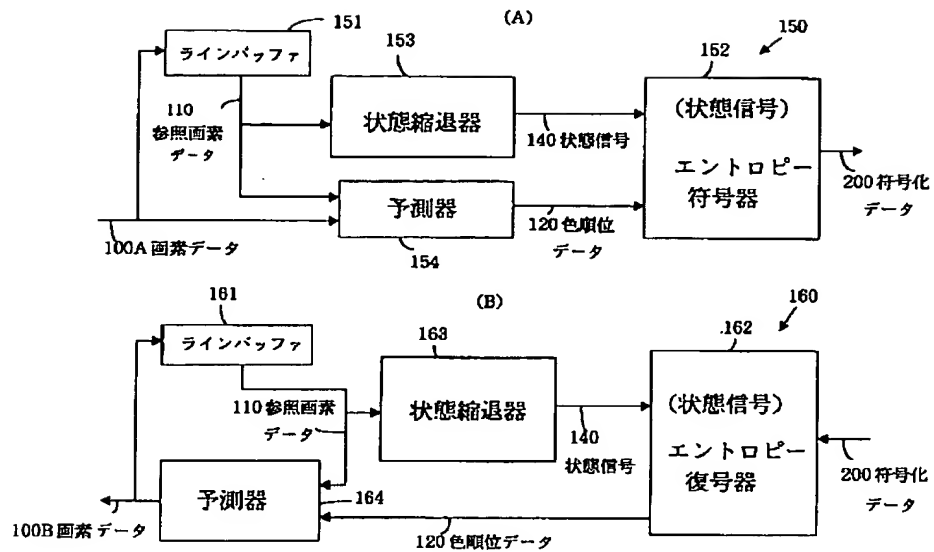 (A)
151
ラインバッファ
153
152
150
110
参照画素
データ
状態縮退器
140 状態信号
(状態信号)
エントロピー
符号器
200 符号化
データ
予測器
120 色順位
データ
100A 画素データ
154
(B)
161
ラインバッファ
163
162
160
110 参照画素
データ
状態縮退器
140
状態信号
(状態信号)
エントロピー
復号器
200 符号化
データ
予測器
164
100B 画素データ
120 色順位データ